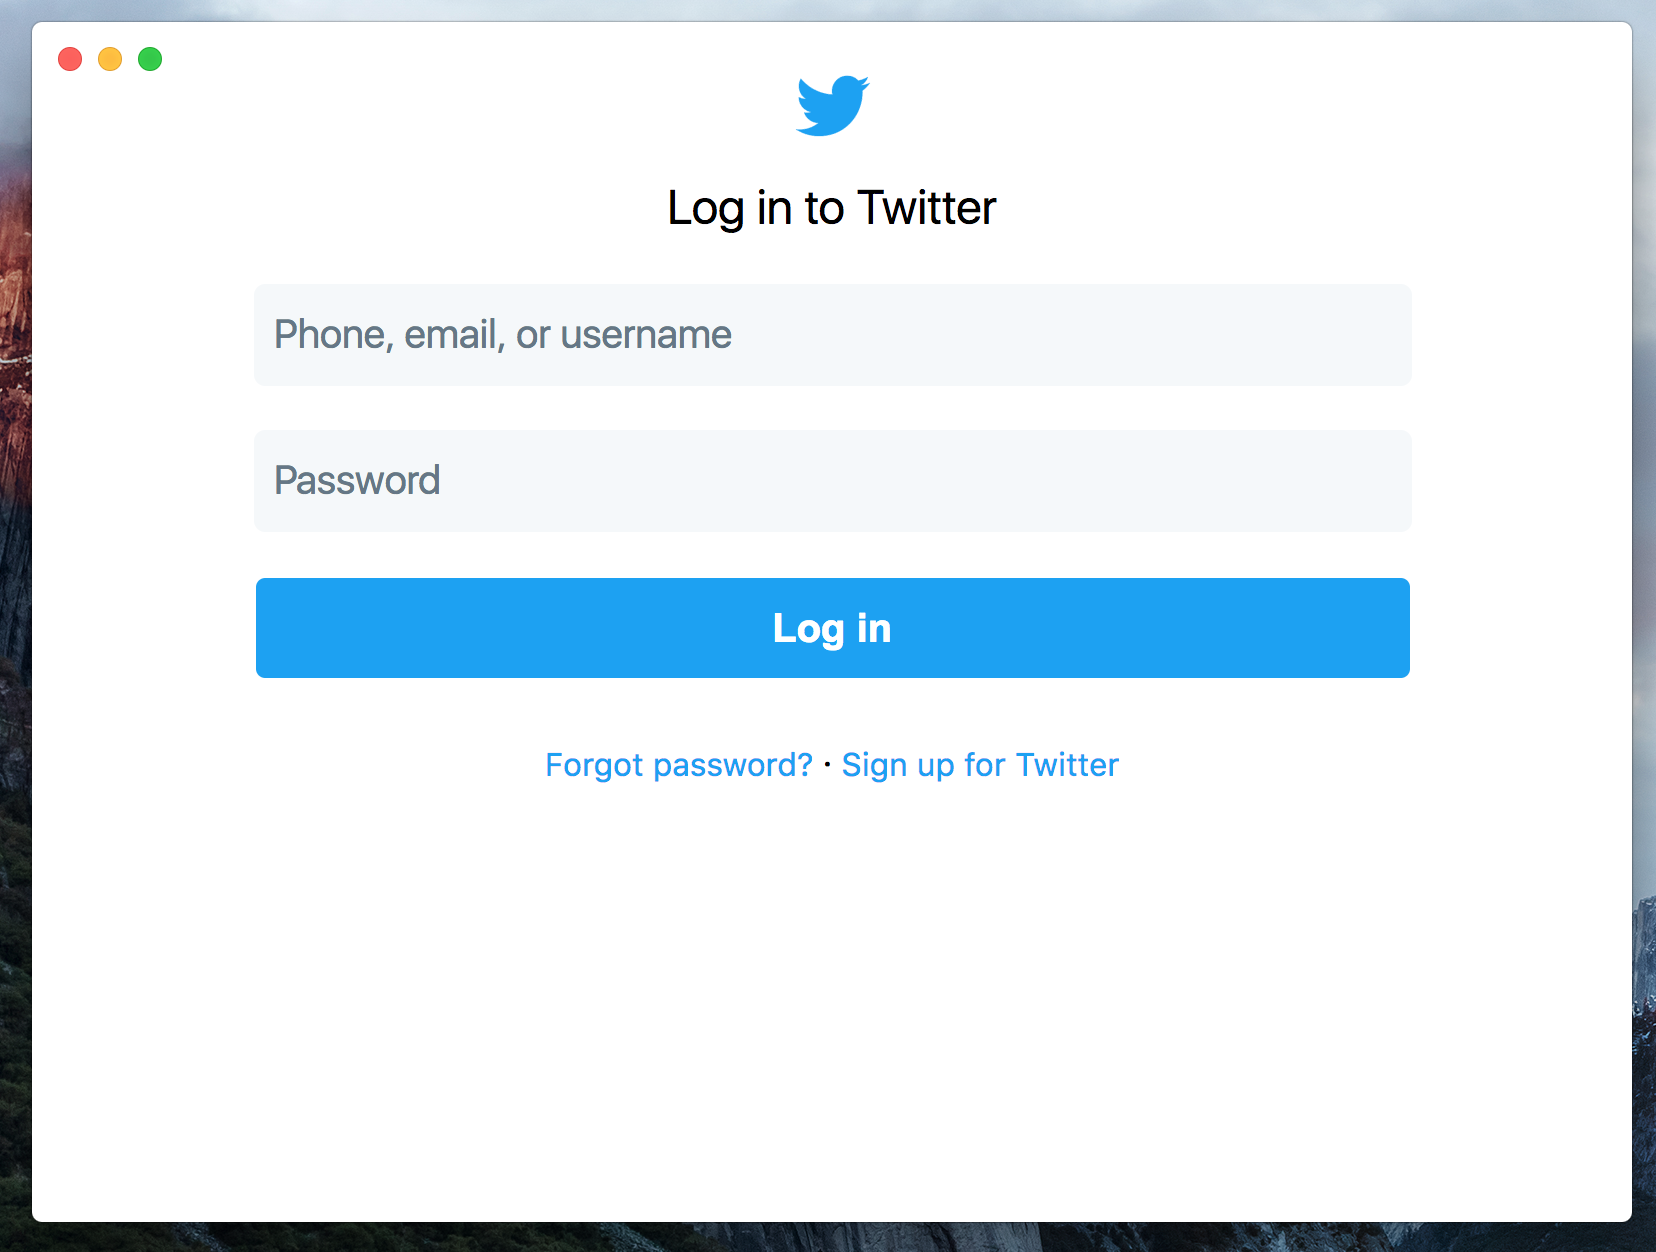 Log in to Twitter
Phone, email, or username
Password
Log in
Forgot password? · Sign up for Twitter